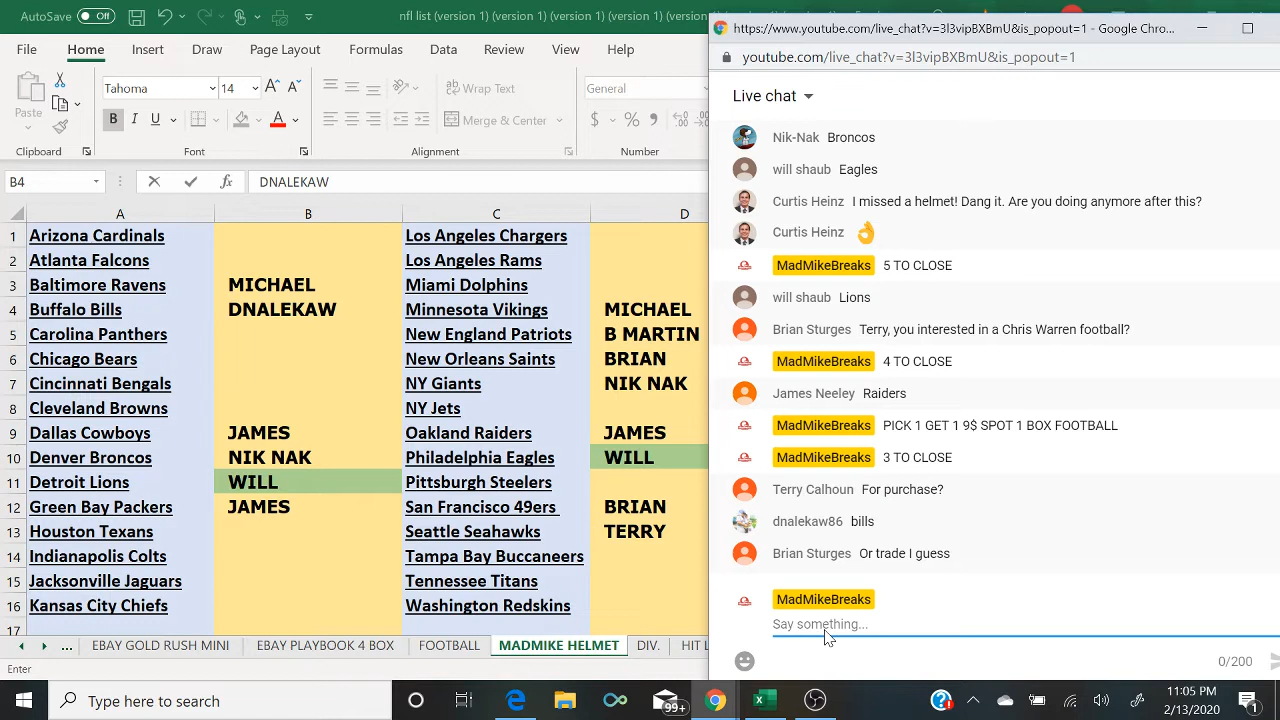 AutoSave Off nfl list (version 1) (version 1) (version 1) (version 1)
File Home Insert Draw Page Layout Formulas Data Review View Help
Paste
Tahoma 14
B I U A
A A
Wrap Text
Merge & Center
General
$ % 9
Clipboard Font Alignment Number
B4 fx DNALEKAW
A B C D
1 Arizona Cardinals Los Angeles Chargers
2 Atlanta Falcons Los Angeles Rams
3 Baltimore Ravens MICHAEL Miami Dolphins
4 Buffalo Bills DNALEKAW Minnesota Vikings MICHAEL
5 Carolina Panthers New England Patriots B MARTIN
6 Chicago Bears New Orleans Saints BRIAN
7 Cincinnati Bengals NY Giants NIK NAK
8 Cleveland Browns NY Jets
9 Dallas Cowboys JAMES Oakland Raiders JAMES
10 Denver Broncos NIK NAK Philadelphia Eagles WILL
11 Detroit Lions WILL Pittsburgh Steelers
12 Green Bay Packers JAMES San Francisco 49ers BRIAN
13 Houston Texans Seattle Seahawks TERRY
14 Indianapolis Colts Tampa Bay Buccaneers
15 Jacksonville Jaguars Tennessee Titans
16 Kansas City Chiefs Washington Redskins
17
... EBAY GOLD RUSH MINI EBAY PLAYBOOK 4 BOX FOOTBALL MADMIKE HELMET DIV. HIT L
Enter
https://www.youtube.com/live_chat?v=3l3vipBXBmU&is_popout=1 - Google Chro...
youtube.com/live_chat?v=3l3vipBXBmU&is_popout=1
Live chat
Nik-Nak Broncos
will shaub Eagles
Curtis Heinz I missed a helmet! Dang it. Are you doing anymore after this?
Curtis Heinz 👌
MadMikeBreaks 5 TO CLOSE
will shaub Lions
Brian Sturges Terry, you interested in a Chris Warren football?
MadMikeBreaks 4 TO CLOSE
James Neeley Raiders
MadMikeBreaks PICK 1 GET 1 9$ SPOT 1 BOX FOOTBALL
MadMikeBreaks 3 TO CLOSE
Terry Calhoun For purchase?
dnalekaw86 bills
Brian Sturges Or trade I guess
MadMikeBreaks
Say something...
0/200
Type here to search
99+
11:05 PM
2/13/2020
1